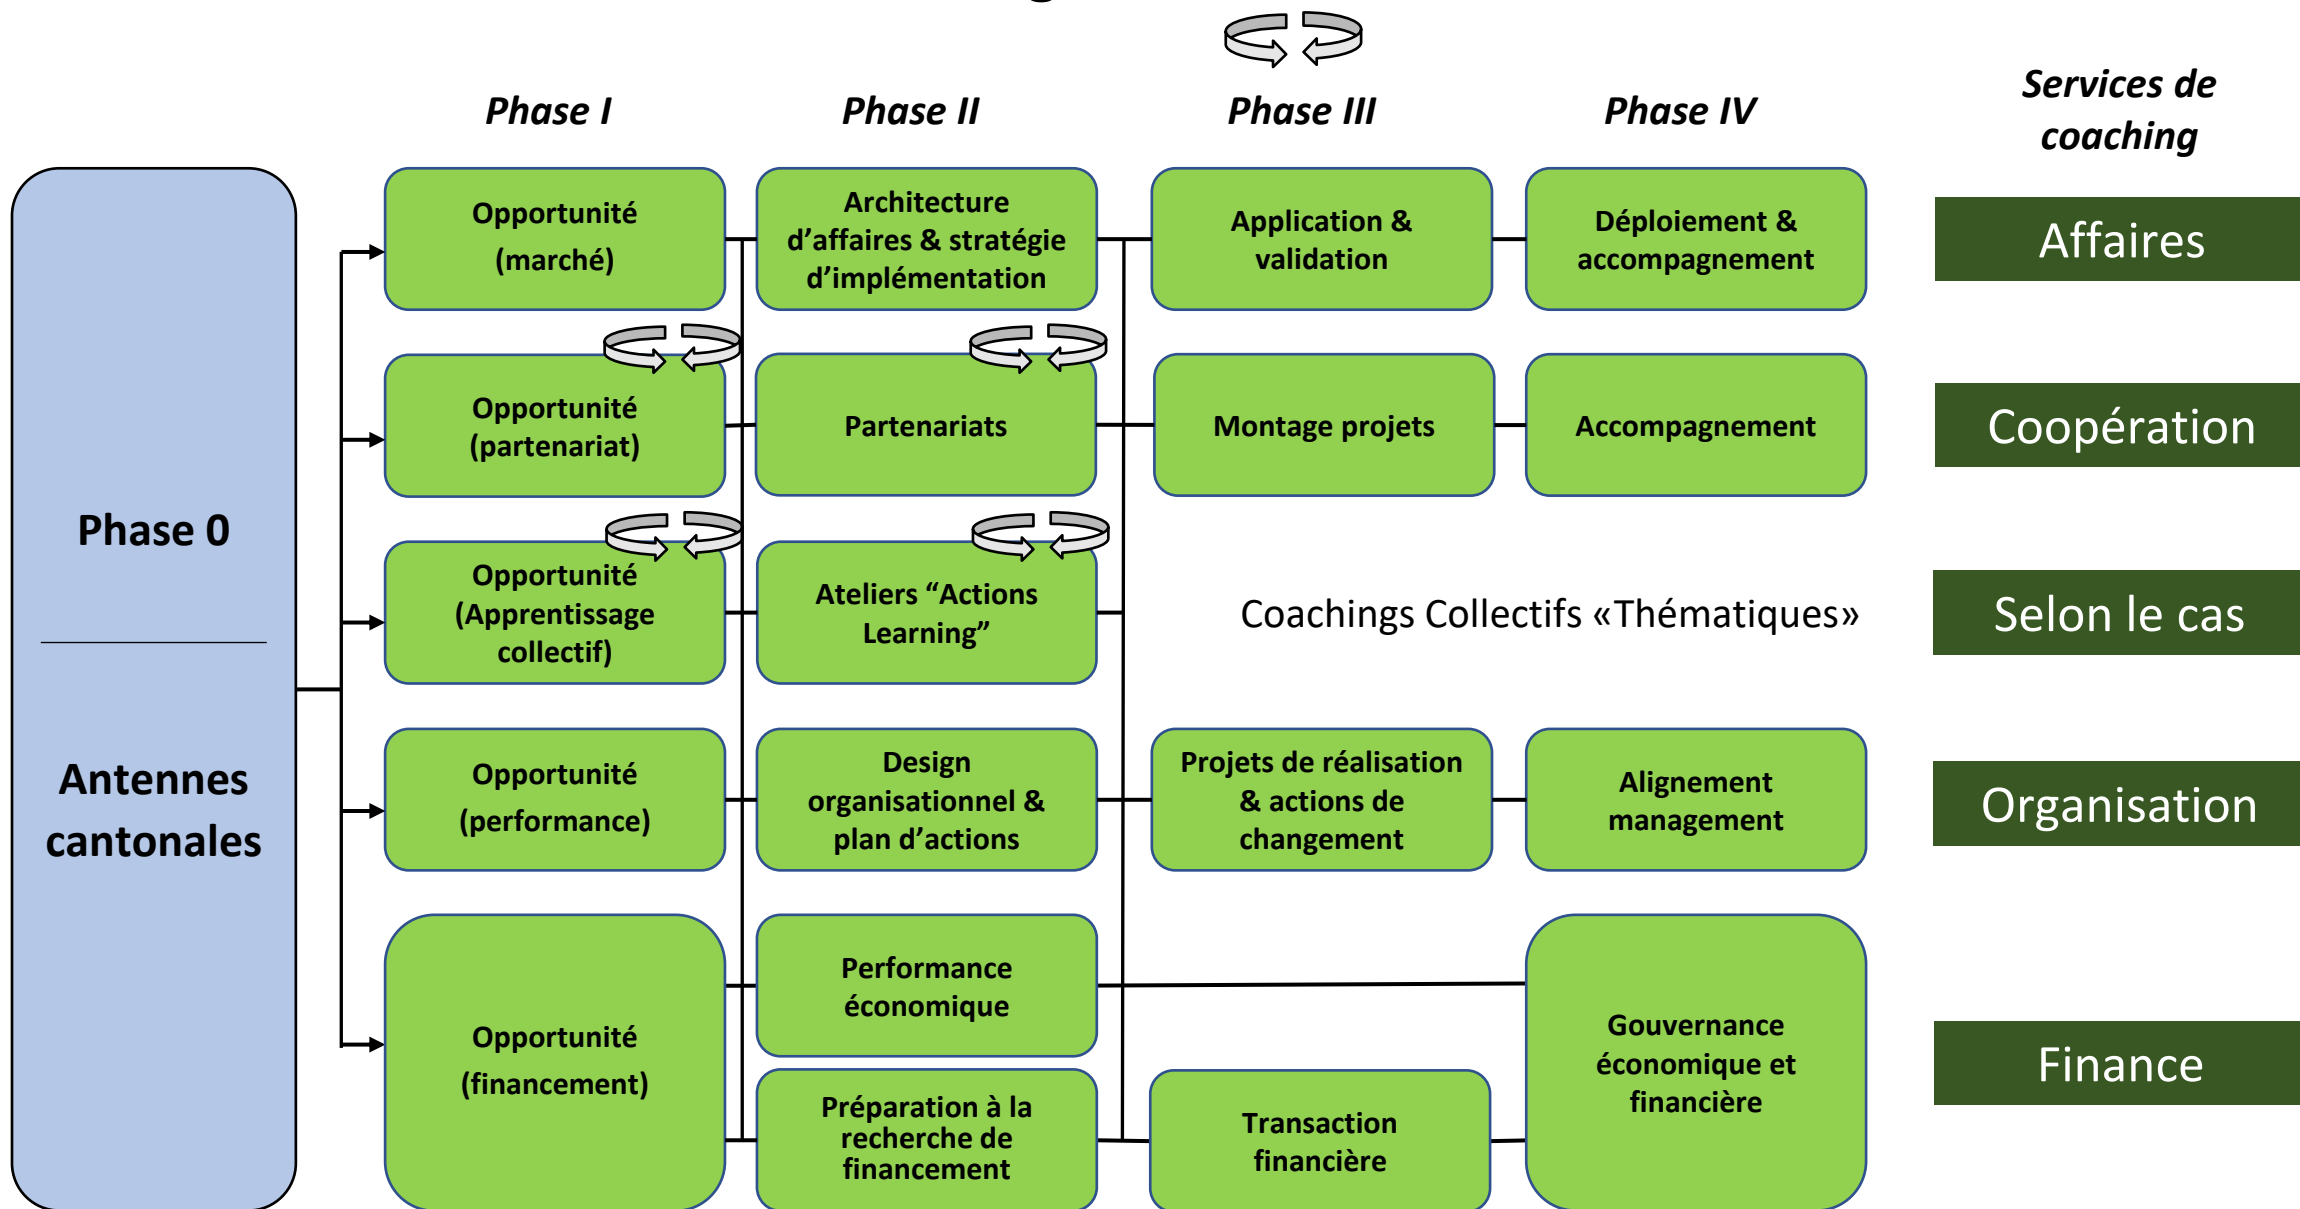 Phase I
Phase II
Phase III
Phase IV
Services de
coaching
Phase 0
Antennes
cantonales
Opportunité
(marché)
Architecture
d’affaires & stratégie
d’implémentation
Application &
validation
Déploiement &
accompagnement
Affaires
Opportunité
(partenariat)
Partenariats
Montage projets
Accompagnement
Coopération
Opportunité
(Apprentissage
collectif)
Ateliers “Actions
Learning”
Coachings Collectifs «Thématiques»
Selon le cas
Opportunité
(performance)
Design
organisationnel &
plan d’actions
Projets de réalisation
& actions de
changement
Alignement
management
Organisation
Opportunité
(financement)
Performance
économique
Préparation à la
recherche de
financement
Transaction
financière
Gouvernance
économique et
financière
Finance